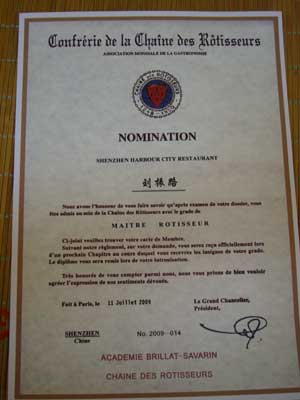 Confrérie de la Chaîne des Rôtisseurs
ASSOCIATION MONDIALE DE LA GASTRONOMIE
CHAINE DES ROTISSEURS
NOMINATION
SHENZHEN HARBOUR CITY RESTAURANT
刘振路
Nous avons l'honneur de vous faire savoir qu'après examen de votre dossier, vous
êtes admis au sein de la Chaîne des Rôtisseurs avec le grade de
MAITRE ROTISSEUR
Ci-joint veuillez trouver votre carte de Membre.
Suivant notre règlement, sur votre demande, vous serez reçu officiellement lors
d'un prochain Chapitre au cours duquel vous recevrez les insignes de votre grade.
Le diplôme vous sera remis lors de votre intronisation.
Très honorés de vous compter parmi nous, nous vous prions de bien vouloir
agréer l'expression de nos sentiments dévoués.
Fait à Paris, le 11 Juillet 2009
Le Grand Chancelier,
Président,
SHENZHEN
Chine
No. 2009-014
ACADEMIE BRILLAT-SAVARIN
CHAINE DES ROTISSEURS